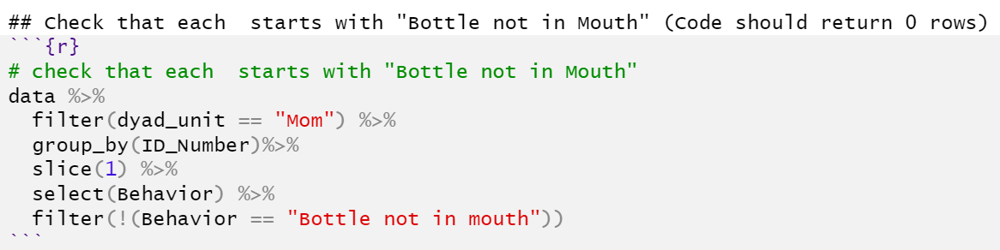 ## Check that each  starts with "Bottle not in Mouth" (Code should return 0 rows)
```{r}
# check that each  starts with "Bottle not in Mouth"
data %>%
  filter(dyad_unit == "Mom") %>%
  group_by(ID_Number)%>%
  slice(1) %>%
  select(Behavior) %>%
  filter(!(Behavior == "Bottle not in mouth"))
```